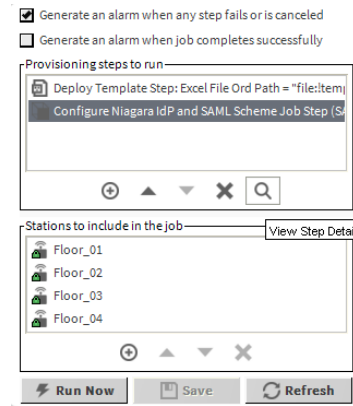 Generate an alarm when any step fails or is canceled
Generate an alarm when job completes successfully
Provisioning steps to run
Deploy Template Step: Excel File Ord Path = "file:!temp
Configure Niagara IdP and SAML Scheme Job Step (SA
Stations to include in the job
View Step Detai
Floor_01
Floor_02
Floor_03
Floor_04
Run Now Save Refresh